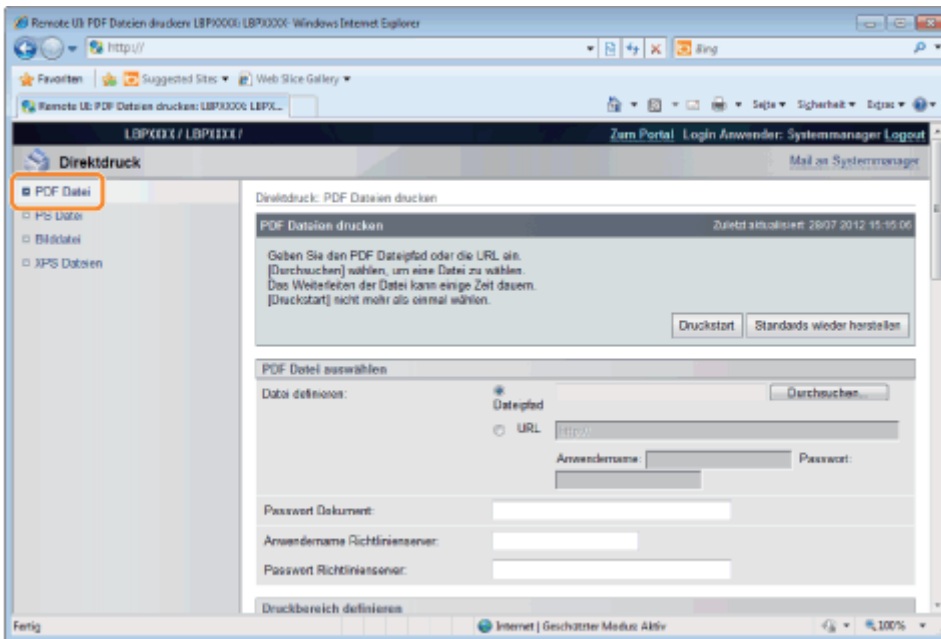 Remote UI: PDF Dateien drucken: LBPXXXX: LBPXXXX- Windows Internet Explorer
http://
Bing
Favoriten Suggested Sites Web Slice Gallery
Remote UI: PDF Dateien drucken: LBPXXXX: LBPX... Seite Sicherheit Extras
LBPXXXX / LBPXXXX / Zum Portal Login Anwender: Systemmanager Logout
Direktdruck Mail an Systemmanager
PDF Datei
PS Datei
Bilddatei
XPS Dateien
Direktdruck: PDF Dateien drucken
PDF Dateien drucken Zuletzt aktualisiert: 28/07 2012 15:15:06
Geben Sie den PDF Dateipfad oder die URL ein.
[Durchsuchen] wählen, um eine Datei zu wählen.
Das Weiterleiten der Datei kann einige Zeit dauern.
[Druckstart] nicht mehr als einmal wählen.
Druckstart Standards wieder herstellen
PDF Datei auswählen
Datei definieren: Dateipfad Durchsuchen...
URL http://
Anwendername: Passwort:
Passwort Dokument:
Anwendername Richtlinienserver:
Passwort Richtlinienserver:
Druckbereich definieren
Fertig Internet | Geschützter Modus: Aktiv 100%